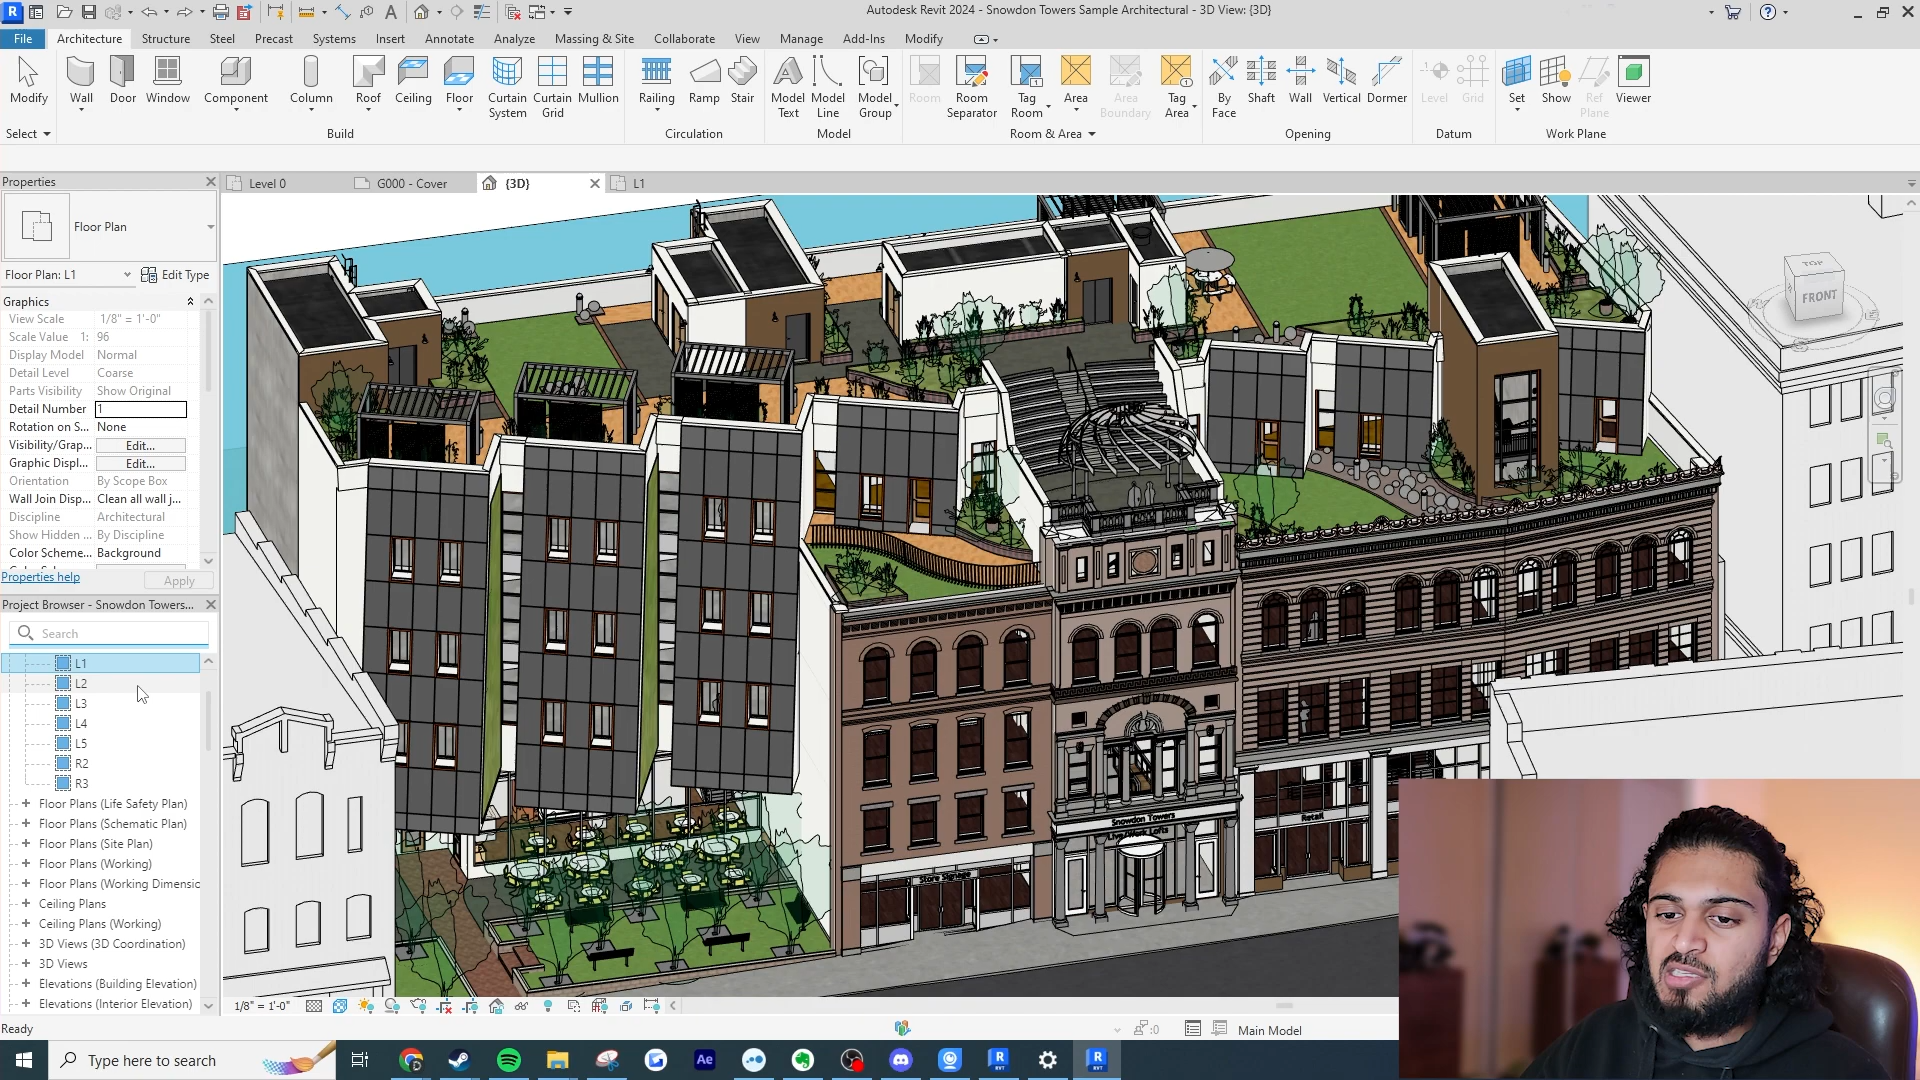 Autodesk Revit 2024 - Snowdon Towers Sample Architectural - 3D View: {3D}
File Architecture Structure Steel Precast Systems Insert Annotate Analyze Massing & Site Collaborate View Manage Add-Ins Modify
Modify Wall Door Window Component Column Roof Ceiling Floor Curtain System Curtain Grid Mullion Railing Ramp Stair Model Text Model Line Model Group Room Room Separator Tag Room Area Area Boundary Tag Area By Face Shaft Wall Vertical Dormer Level Grid Set Show Ref Plane Viewer
Select Build Circulation Model Room & Area Opening Datum Work Plane
Properties
Level 0 G000 - Cover {3D} L1
Floor Plan
Floor Plan: L1 Edit Type
Graphics
View Scale 1/8" = 1'-0"
Scale Value 1: 96
Display Model Normal
Detail Level Coarse
Parts Visibility Show Original
Detail Number 1
Rotation on S... None
Visibility/Grap... Edit...
Graphic Displ... Edit...
Orientation By Scope Box
Wall Join Disp... Clean all wall j...
Discipline Architectural
Show Hidden ... By Discipline
Color Scheme... Background
Properties help Apply
Project Browser - Snowdon Towers...
Search
L1
L2
L3
L4
L5
R2
R3
Floor Plans (Life Safety Plan)
Floor Plans (Schematic Plan)
Floor Plans (Site Plan)
Floor Plans (Working)
Floor Plans (Working Dimensio
Ceiling Plans
Ceiling Plans (Working)
3D Views (3D Coordination)
3D Views
Elevations (Building Elevation)
Elevations (Interior Elevation)
TOP
FRONT
Snowdon Towers
Live/Work Lofts
Retail
Store Signage
1/8" = 1'-0"
Ready
:0
Main Model
Type here to search